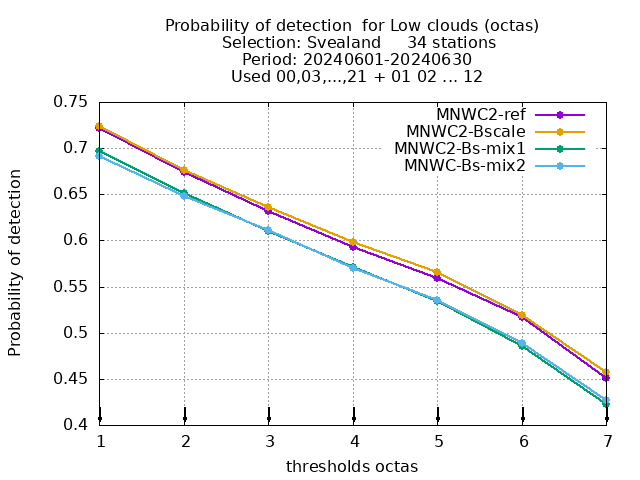 Probability of detection  for Low clouds (octas)
Selection: Svealand     34 stations
Period: 20240601-20240630
Used 00,03,...,21 + 01 02 ... 12
MNWC2-ref
MNWC2-Bscale
MNWC2-Bs-mix1
MNWC-Bs-mix2
Probability of detection
0.75
0.7
0.65
0.6
0.55
0.5
0.45
0.4
1 2 3 4 5 6 7
thresholds octas